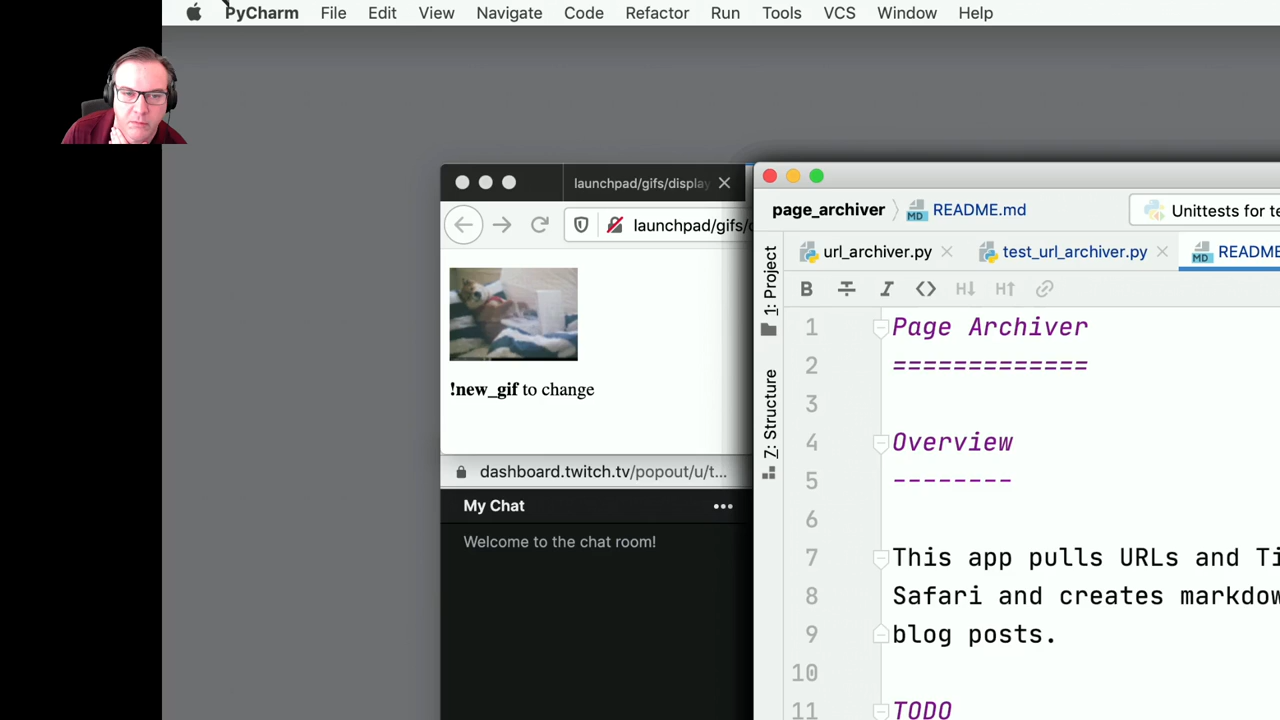 PyCharm File Edit View Navigate Code Refactor Run Tools VCS Window Help
launchpad/gifs/display
launchpad/gifs/
!new_gif to change
dashboard.twitch.tv/popout/u/t...
My Chat
Welcome to the chat room!
page_archiver README.md Unittests for te
url_archiver.py test_url_archiver.py README
B I <> H↓ H↑
1: Project
Z: Structure
1 Page Archiver
2 =============
3
4 Overview
5 --------
6
7 This app pulls URLs and Ti
8 Safari and creates markdow
9 blog posts.
10
11 TODO